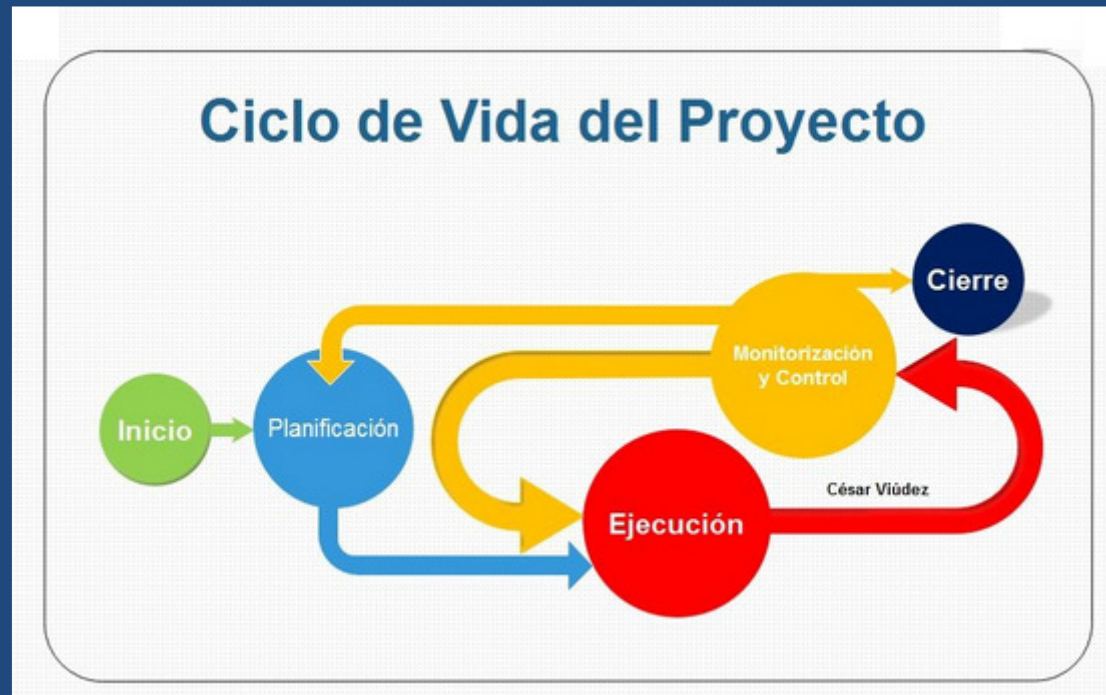 Ciclo de Vida del Proyecto
Cierre
Monitorización
y Control
Inicio
Planificación
César Viúdez
Ejecución